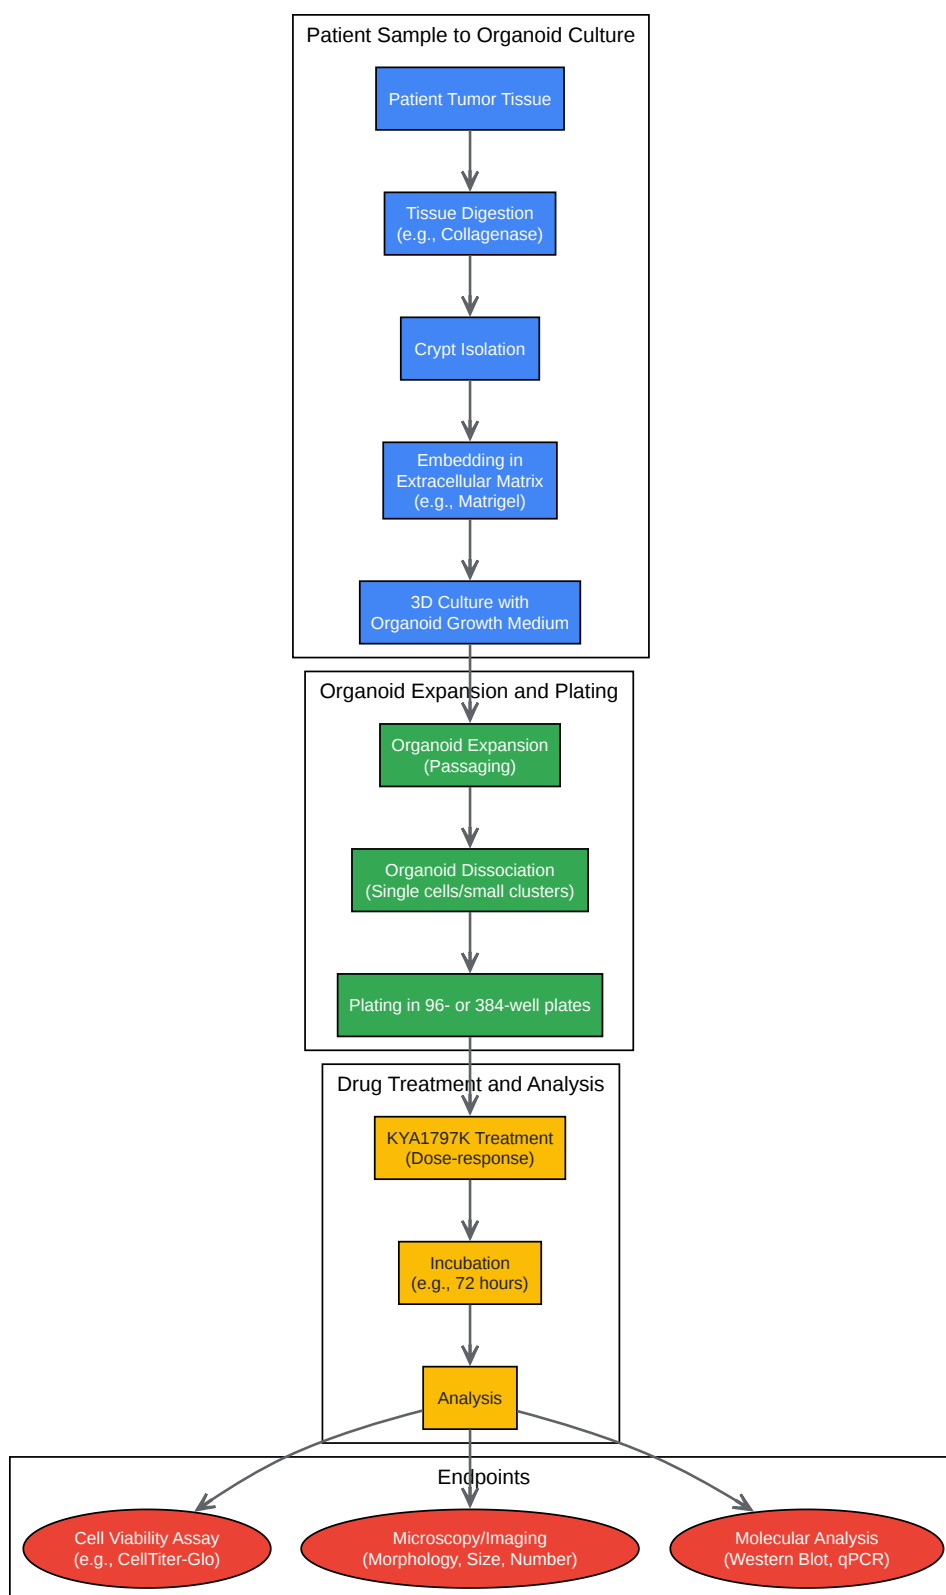 Patient Sample to Organoid Culture
Patient Tumor Tissue
Tissue Digestion
(e.g., Collagenase)
Crypt Isolation
Embedding in
Extracellular Matrix
(e.g., Matrigel)
3D Culture with
Organoid Growth Medium
Organoid Expansion and Plating
Organoid Expansion
(Passaging)
Organoid Dissociation
(Single cells/small clusters)
Plating in 96- or 384-well plates
Drug Treatment and Analysis
KYA1797K Treatment
(Dose-response)
Incubation
(e.g., 72 hours)
Analysis
Endpoints
Cell Viability Assay
(e.g., CellTiter-Glo)
Microscopy/Imaging
(Morphology, Size, Number)
Molecular Analysis
(Western Blot, qPCR)